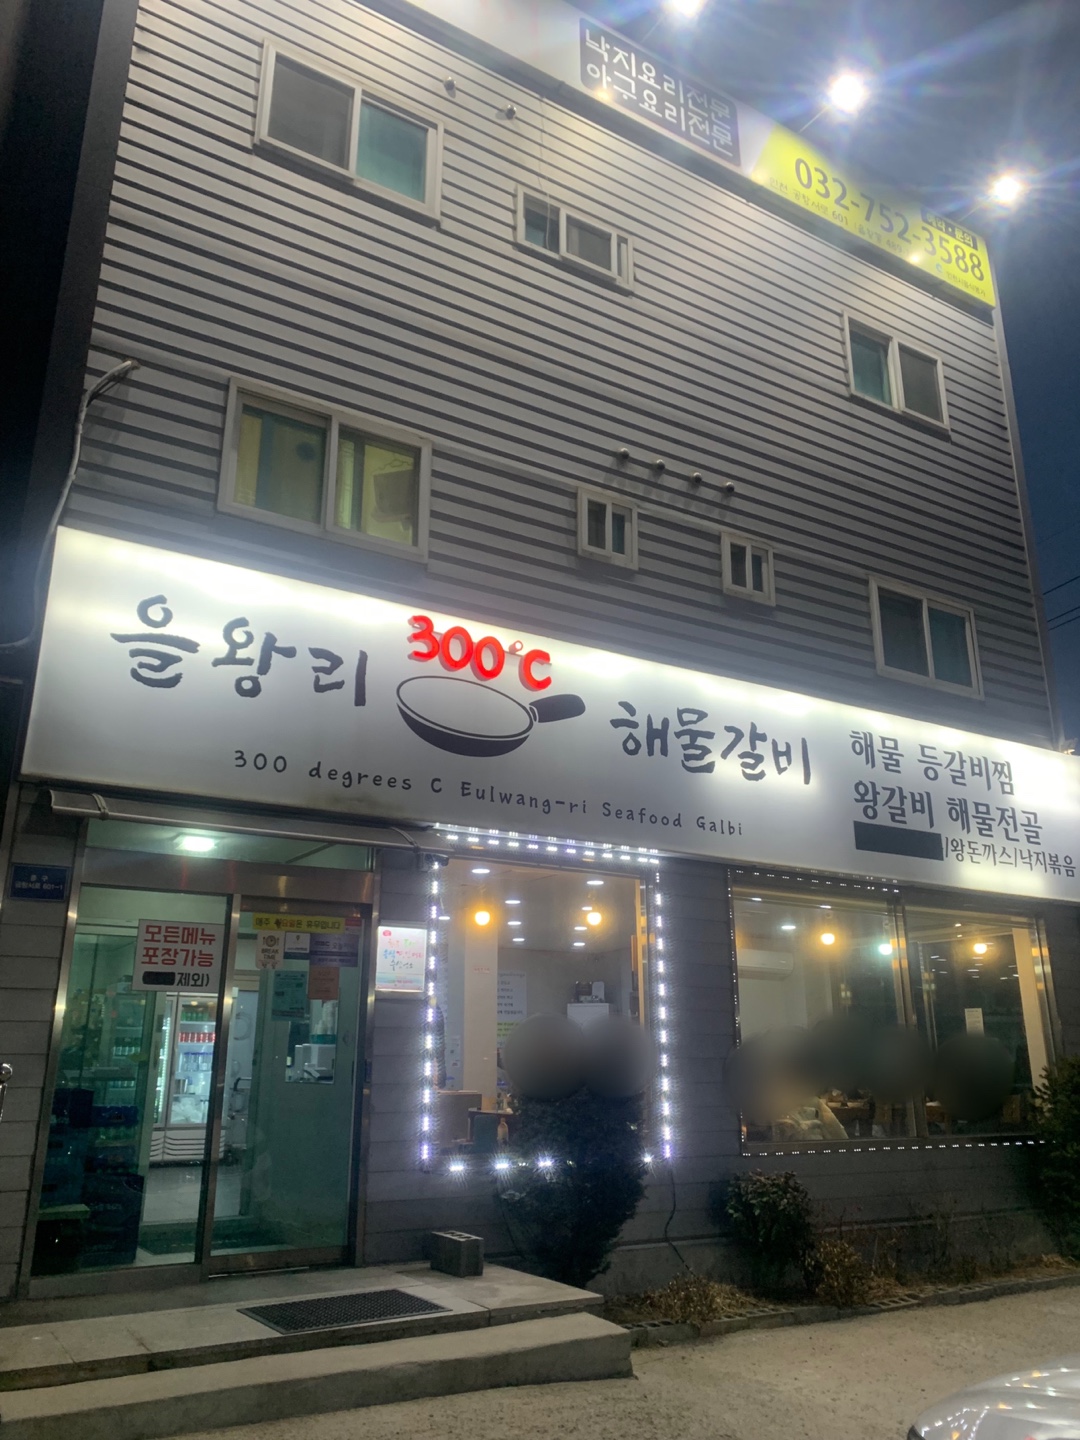 낙지요리전문
아구요리전문
032-752-3588
을왕리 300°C 해물갈비
300 degrees C Eulwang-ri Seafood Galbi
해물 등갈비찜
왕갈비 해물전골
|왕돈까스|낙지볶음
모든메뉴
포장가능
제외)
BREAK
TIME